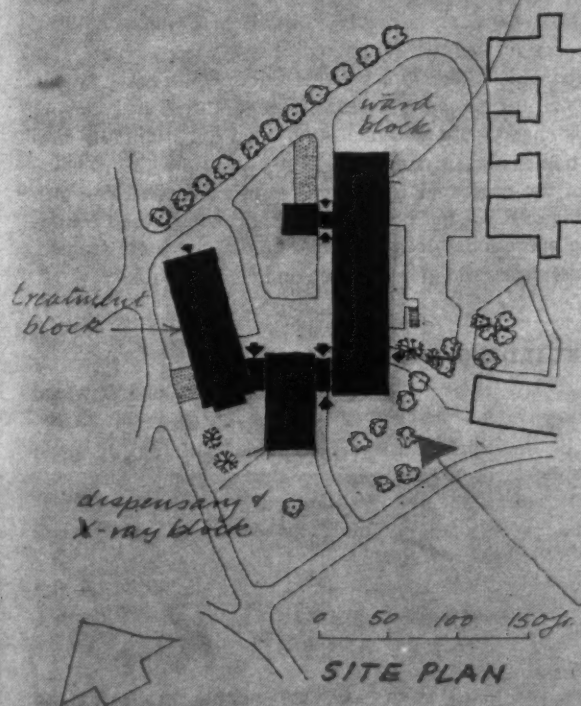 ward
block
treatment
block
dispensary &
X-ray block
0 50 100 150ft.
SITE PLAN